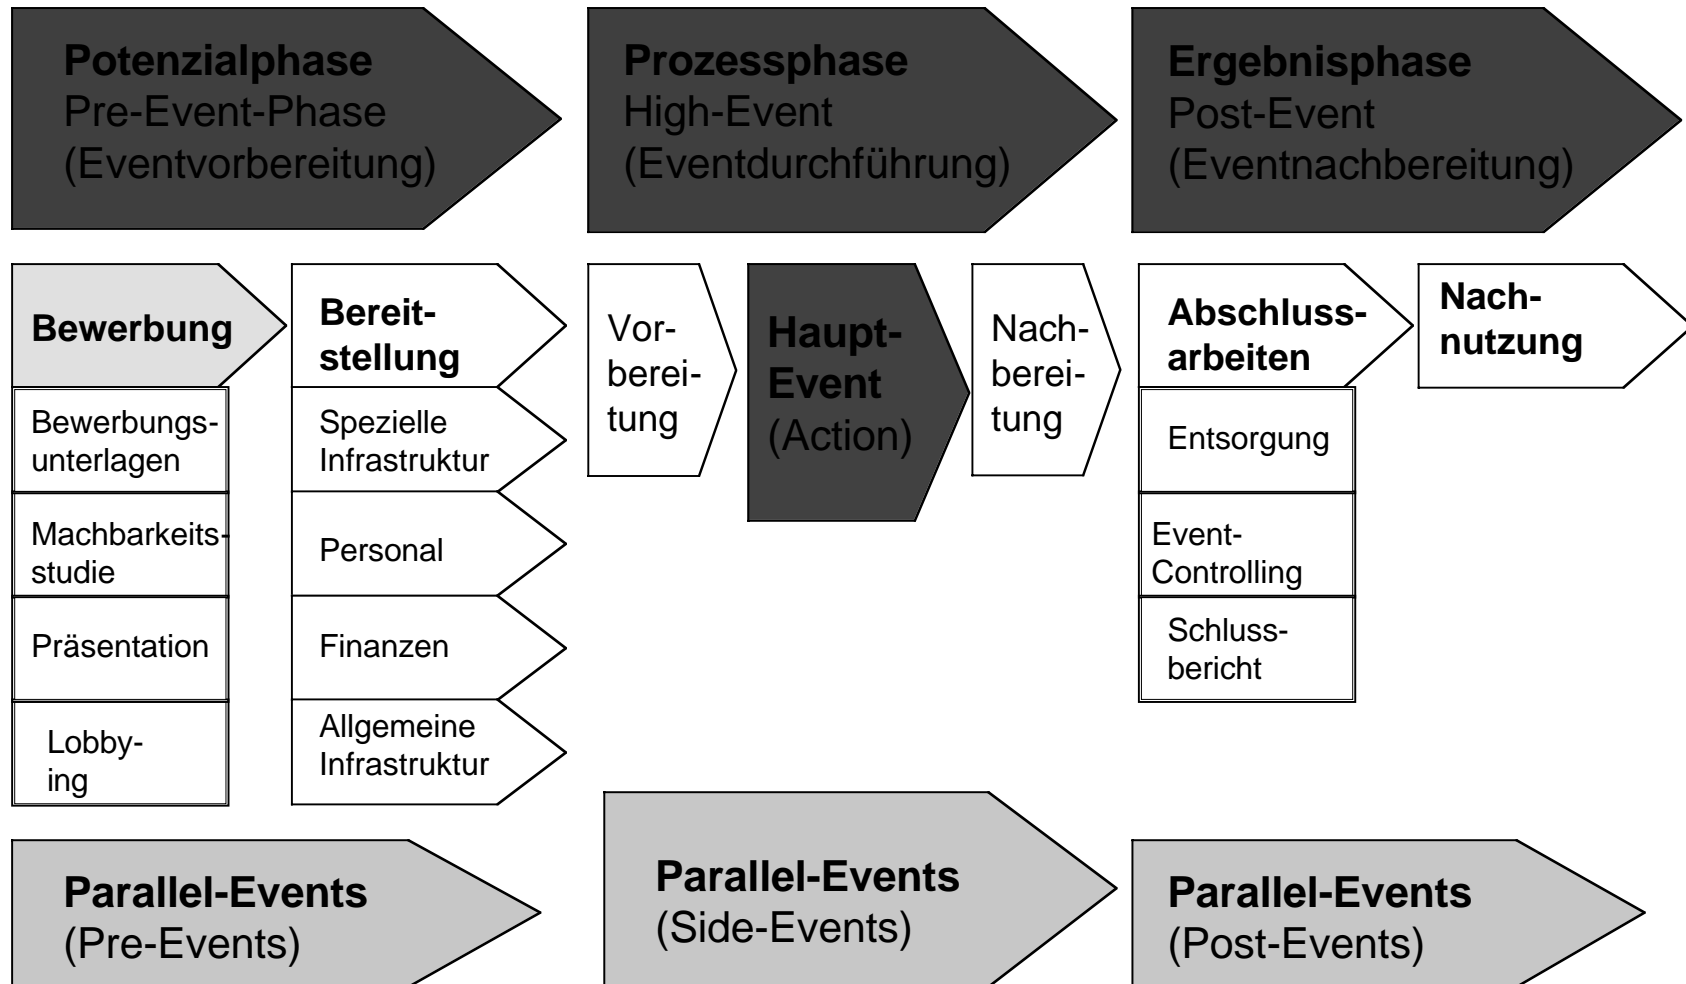 Potenzialphase
Pre-Event-Phase
(Eventvorbereitung)
Prozessphase
High-Event
(Eventdurchführung)
Ergebnisphase
Post-Event
(Eventnachbereitung)
Bewerbung
Bewerbungs-
unterlagen
Machbarkeits-
studie
Präsentation
Lobby-
ing
Bereit-
stellung
Spezielle
Infrastruktur
Personal
Finanzen
Allgemeine
Infrastruktur
Vor-
berei-
tung
Haupt-
Event
(Action)
Nach-
berei-
tung
Abschluss-
arbeiten
Entsorgung
Event-
Controlling
Schluss-
bericht
Nach-
nutzung
Parallel-Events
(Pre-Events)
Parallel-Events
(Side-Events)
Parallel-Events
(Post-Events)